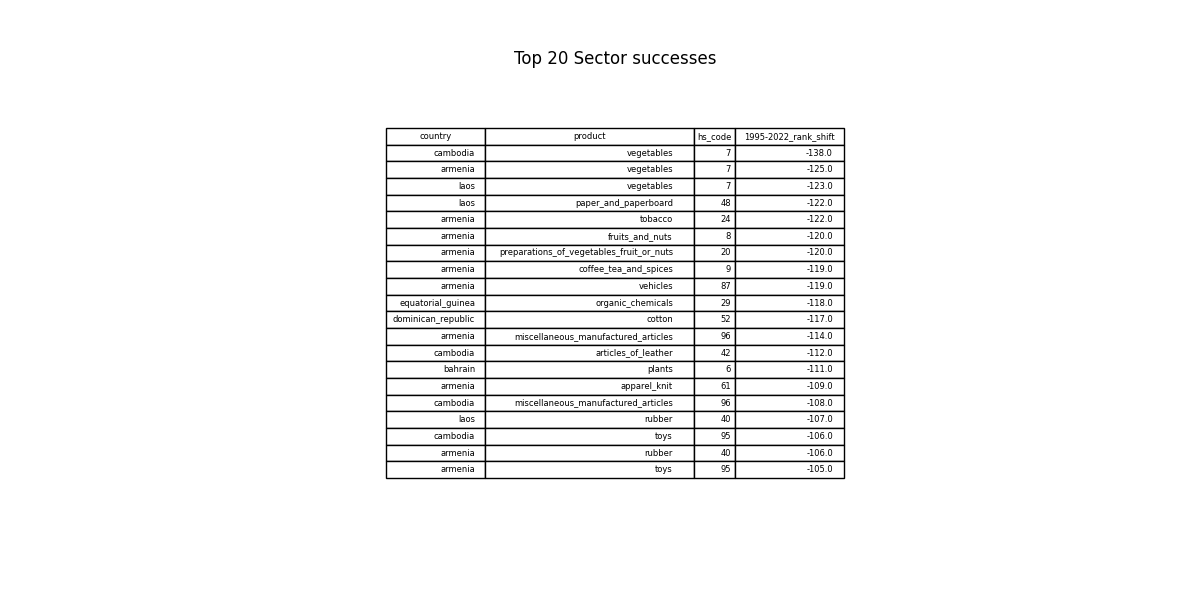 Top 20 Sector successes
country product hs_code 1995-2022_rank_shift
cambodia vegetables 7 -138.0
armenia vegetables 7 -125.0
laos vegetables 7 -123.0
laos paper_and_paperboard 48 -122.0
armenia tobacco 24 -122.0
armenia fruits_and_nuts 8 -120.0
armenia preparations_of_vegetables_fruit_or_nuts 20 -120.0
armenia coffee_tea_and_spices 9 -119.0
armenia vehicles 87 -119.0
equatorial_guinea organic_chemicals 29 -118.0
dominican_republic cotton 52 -117.0
armenia miscellaneous_manufactured_articles 96 -114.0
cambodia articles_of_leather 42 -112.0
bahrain plants 6 -111.0
armenia apparel_knit 61 -109.0
cambodia miscellaneous_manufactured_articles 96 -108.0
laos rubber 40 -107.0
cambodia toys 95 -106.0
armenia rubber 40 -106.0
armenia toys 95 -105.0